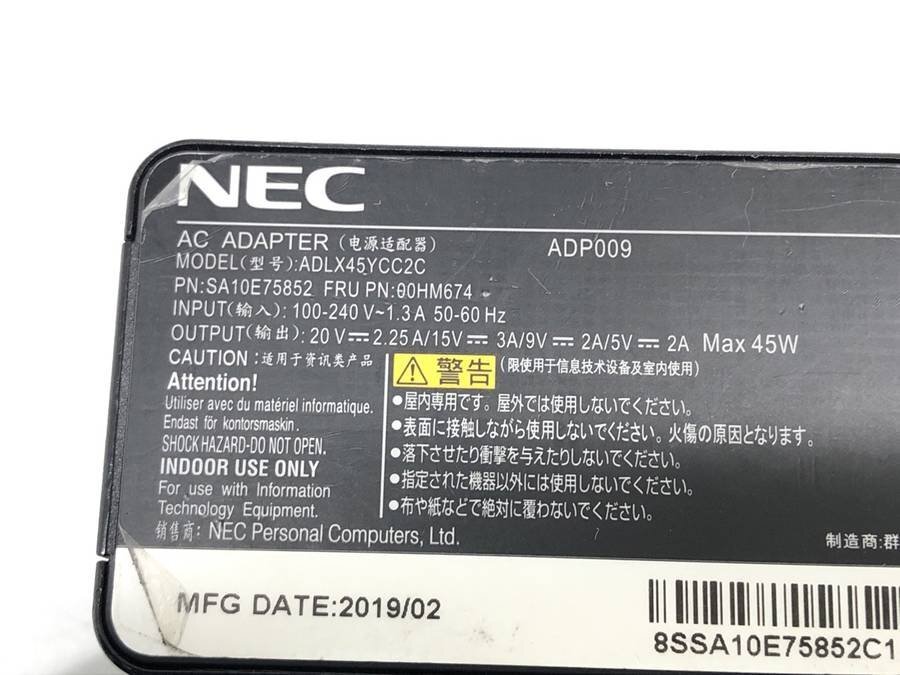 NEC
AC ADAPTER (电源适配器) ADP009
MODEL(型号):ADLX45YCC2C
PN:SA10E75852 FRU PN:00HM674
INPUT(输入): 100-240 V~1.3 A 50-60 Hz
OUTPUT(输出): 20 V⎓ 2.25 A/15V⎓ 3A/9V⎓ 2A/5V⎓ 2A Max 45W
CAUTION :适用于资讯类产品
Attention!
Utiliser avec du matériel informatique.
Endast för kontorsmaskin.
SHOCK HAZARD-DO NOT OPEN.
INDOOR USE ONLY
For use with Information
Technology Equipment.
⚠警告 (限使用于信息技术设备及室内使用)
●屋内専用です。屋外では使用しないでください。
●表面に接触しながら使用しないでください。火傷の原因となります。
●落下させたり衝撃を与えたりしないでください。
●指定された機器以外には使用しないでください。
●布や紙などで絶対に覆わないでください。
销售商: NEC Personal Computers, Ltd.
制造商:群
MFG DATE:2019/02
8SSA10E75852C1